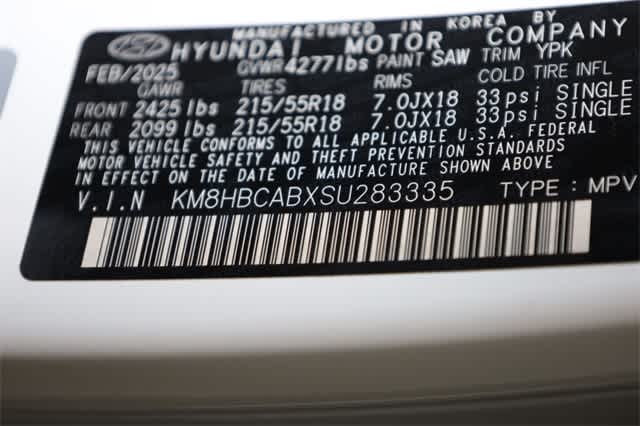 MANUFACTURED IN KOREA BY
HYUNDAI MOTOR COMPANY
FEB/2025 GVWR 4277lbs PAINT SAW TRIM YPK
GAWR TIRES RIMS COLD TIRE INFL
FRONT 2425 lbs 215/55R18 7.0JX18 33psi SINGLE
REAR 2099 lbs 215/55R18 7.0JX18 33psi SINGLE
THIS VEHICLE CONFORMS TO ALL APPLICABLE U.S.A. FEDERAL
MOTOR VEHICLE SAFETY AND THEFT PREVENTION STANDARDS
IN EFFECT ON THE DATE OF MANUFACTURE SHOWN ABOVE
V.I.N KM8HBCABXSU283335 TYPE : MPV